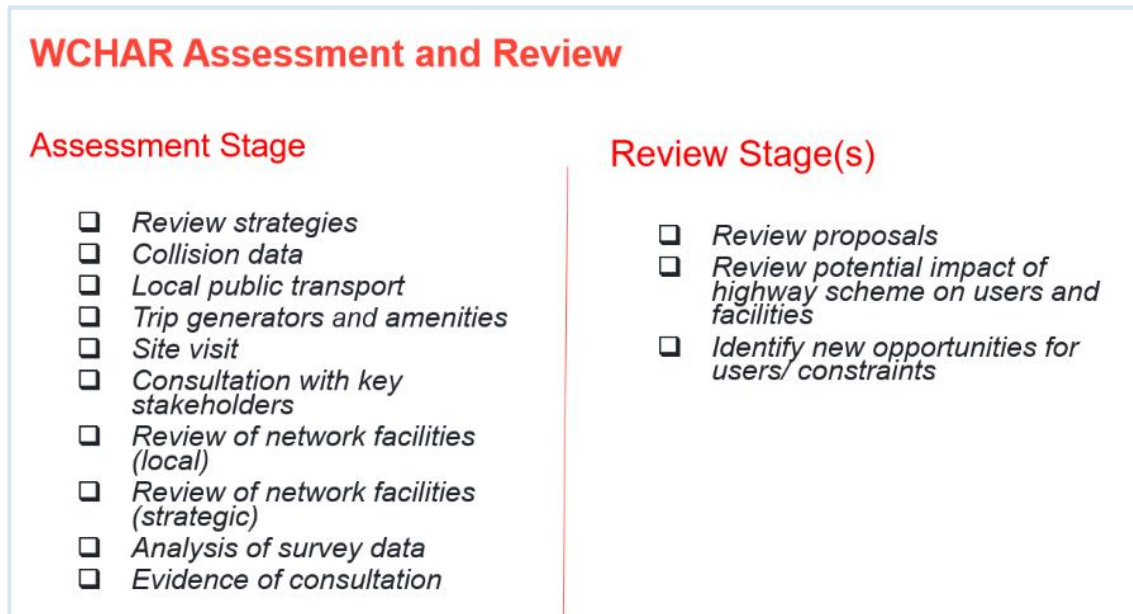 WCHAR Assessment and Review
Assessment Stage
Review strategies
Collision data
Local public transport
Trip generators and amenities
Site visit
Consultation with key
stakeholders
Review of network facilities
(local)
Review of network facilities
(strategic)
Analysis of survey data
Evidence of consultation
Review Stage(s)
Review proposals
Review potential impact of
highway scheme on users and
facilities
Identify new opportunities for
users/ constraints